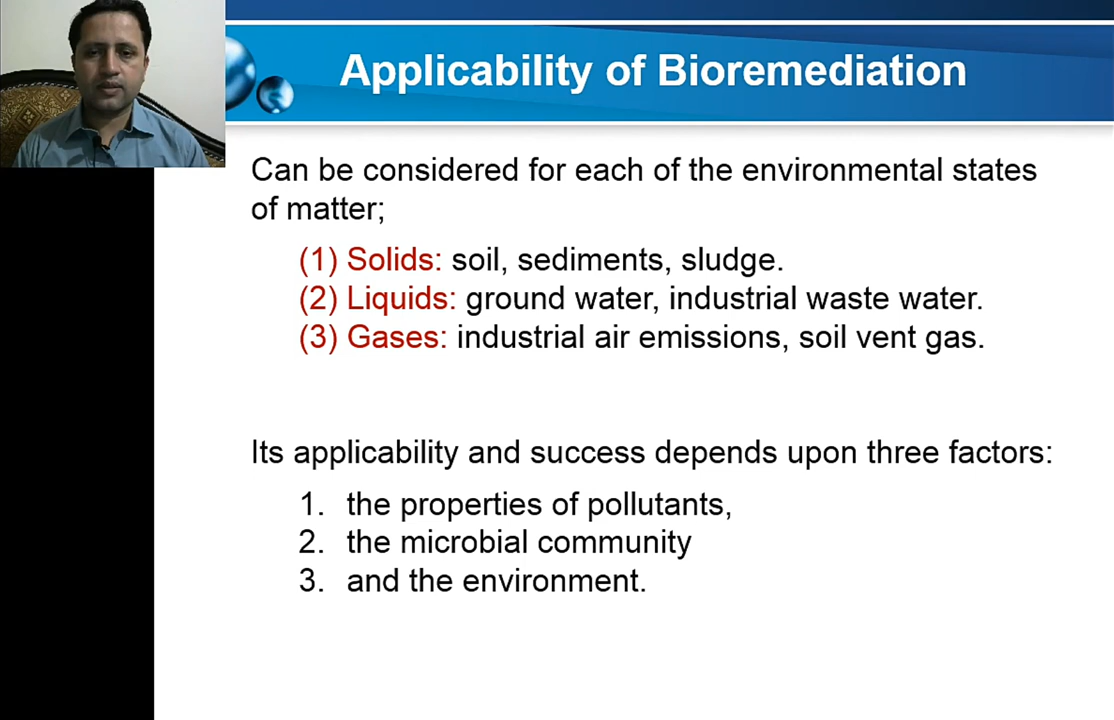 Applicability of Bioremediation
Can be considered for each of the environmental states
of matter;
(1) Solids: soil, sediments, sludge.
(2) Liquids: ground water, industrial waste water.
(3) Gases: industrial air emissions, soil vent gas.
Its applicability and success depends upon three factors:
1. the properties of pollutants,
2. the microbial community
3. and the environment.